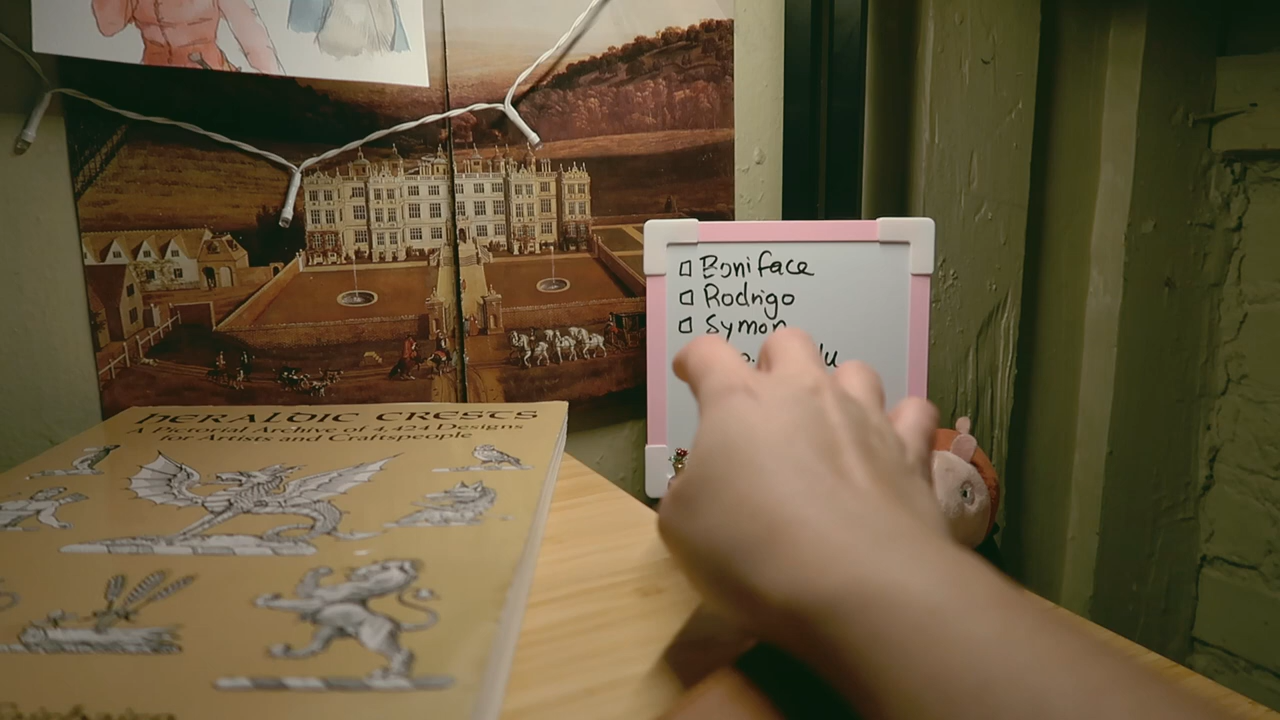 Boniface
Rodrigo
Symon
HERALDIC CRESTS
A Pictorial Archive of 4,424 Designs
for Artists and Craftspeople